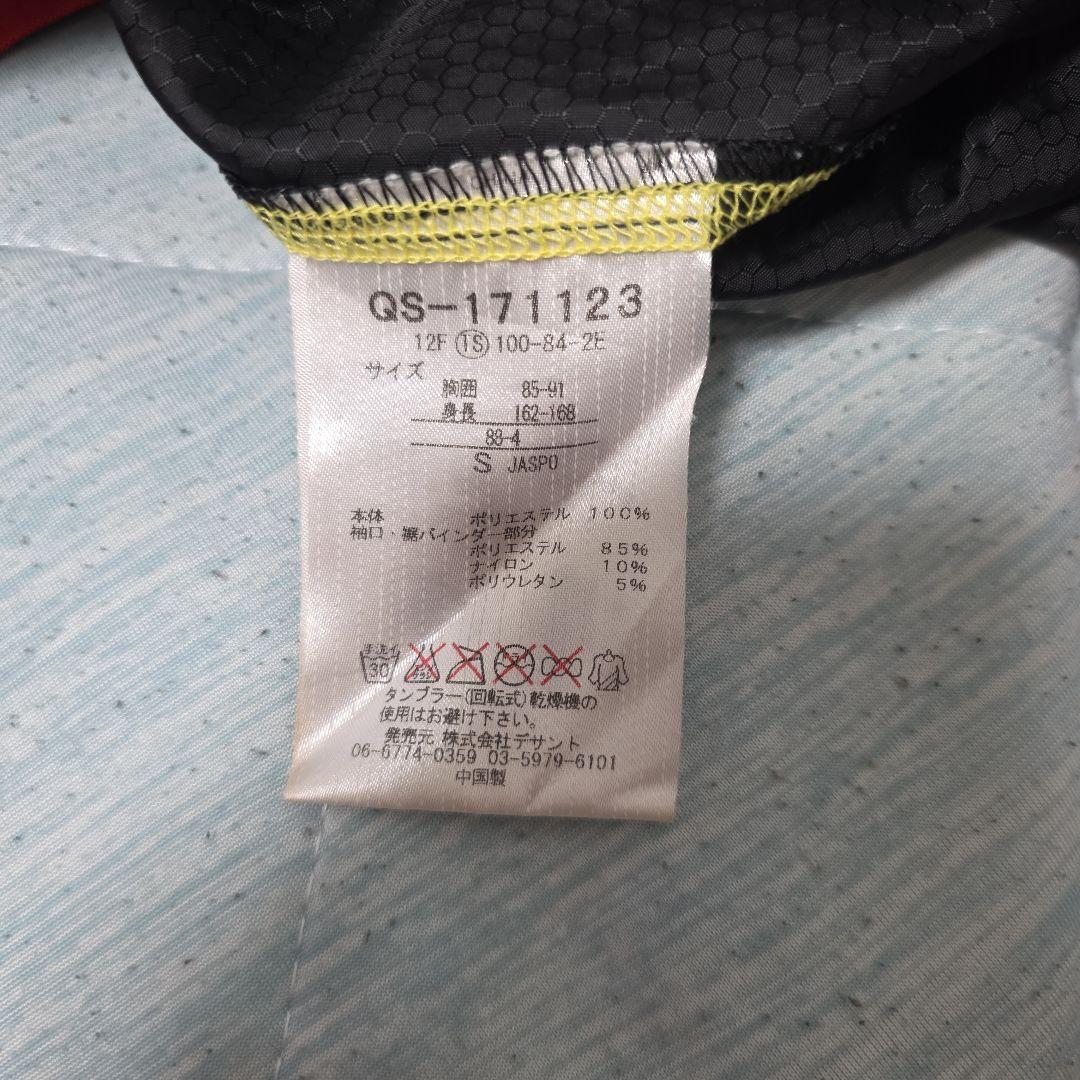 QS-171123
12F 1S 100-84-2E
サイズ
胸囲 85-91
身長 162-168
88-4
S JASPO
本体 ポリエステル 100%
袖口・裾バインダー部分
ポリエステル 85%
ナイロン 10%
ポリウレタン 5%
手洗イ
30
タンブラー(回転式)乾燥機の
使用はお避け下さい。
発売元 株式会社デサント
06-6774-0359 03-5979-6101
中国製